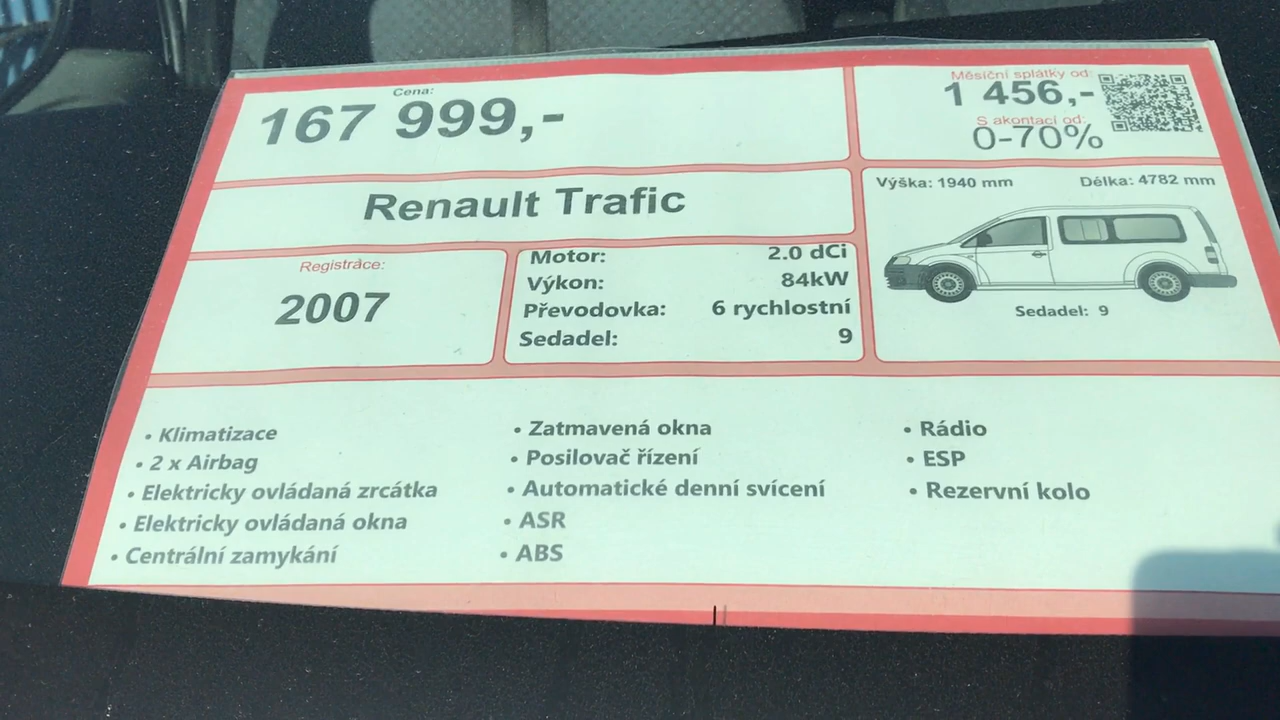 Cena:
167 999,-
Měsíční splátky od:
1 456,-
S akontací od:
0-70%
Renault Trafic
Registrace:
2007
Motor: 2.0 dCi
Výkon: 84kW
Převodovka: 6 rychlostní
Sedadel: 9
Výška: 1940 mm Délka: 4782 mm
Sedadel: 9
• Klimatizace
• 2 x Airbag
• Elektricky ovládaná zrcátka
• Elektricky ovládaná okna
• Centrální zamykání
• Zatmavená okna
• Posilovač řízení
• Automatické denní svícení
• ASR
• ABS
• Rádio
• ESP
• Rezervní kolo